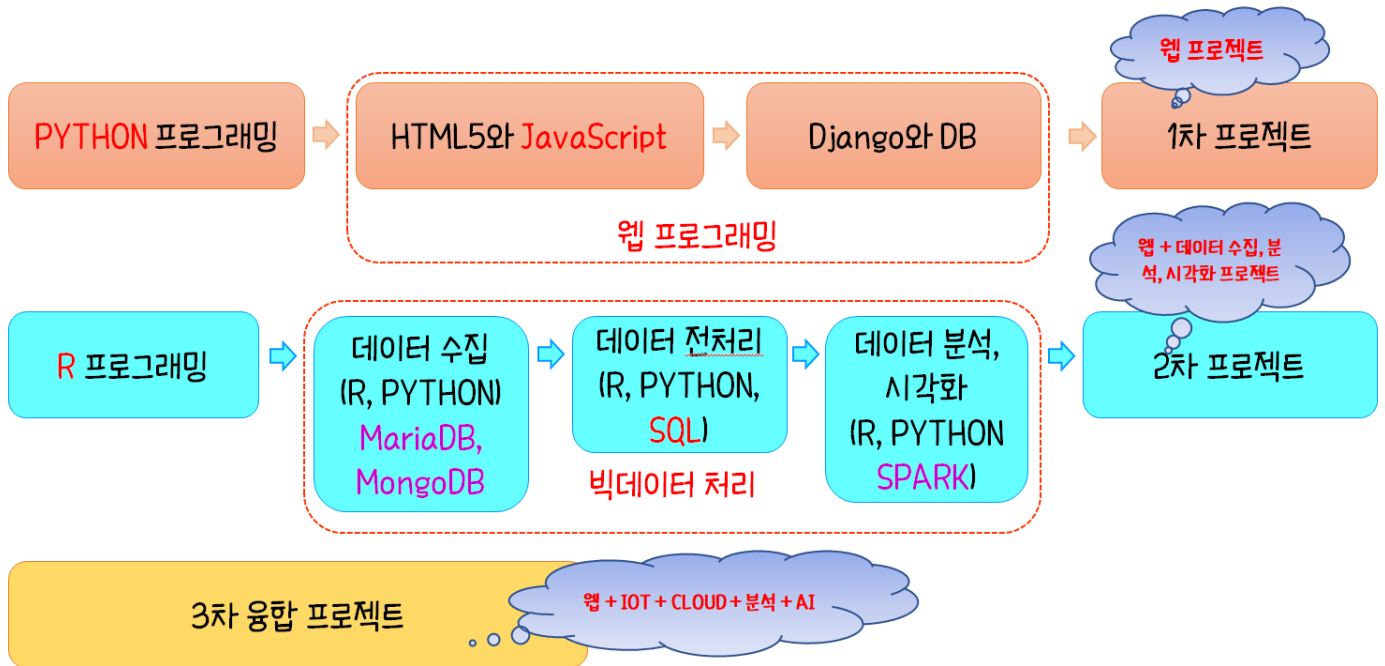 웹 프로젝트
PYTHON 프로그래밍
HTML5와 JavaScript
Django와 DB
1차 프로젝트
웹 프로그래밍
웹 + 데이터 수집, 분
석, 시각화 프로젝트
R 프로그래밍
데이터 수집
(R, PYTHON)
MariaDB,
MongoDB
데이터 전처리
(R, PYTHON,
SQL)
데이터 분석,
시각화
(R, PYTHON
SPARK)
2차 프로젝트
빅데이터 처리
3차 융합 프로젝트
웹 + IOT + CLOUD + 분석 + AI